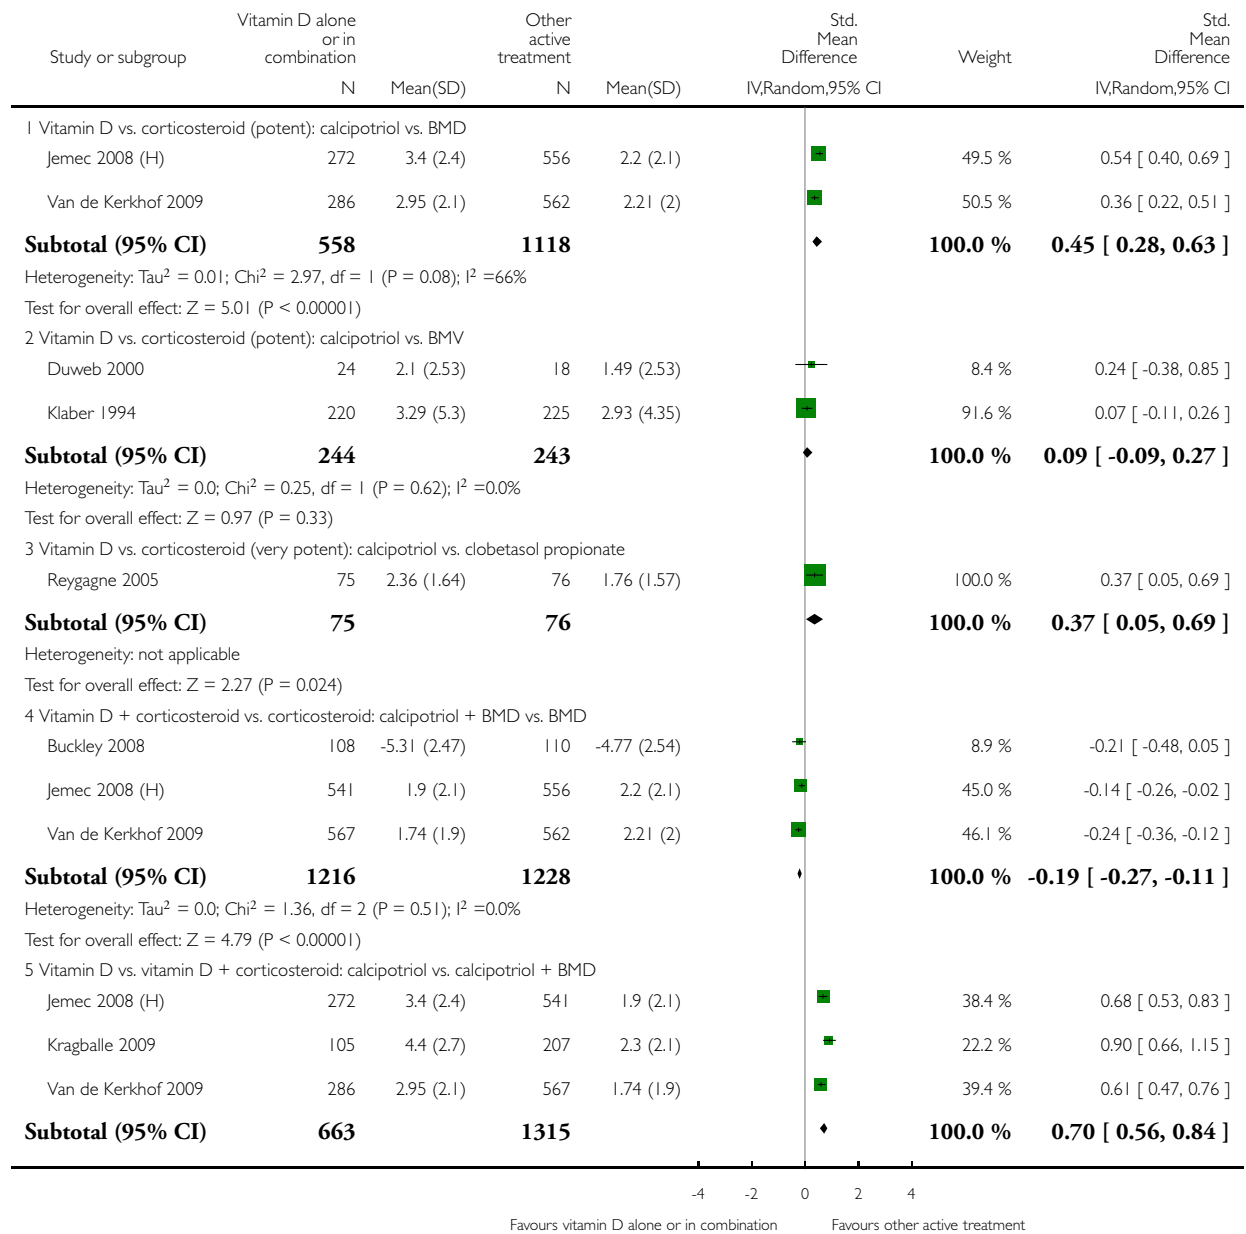 Vitamin D alone or in combination Other active treatment Std. Mean Difference Std. Mean Difference
Study or subgroup Weight
N Mean(SD) N Mean(SD) IV,Random,95% CI IV,Random,95% CI
1 Vitamin D vs. corticosteroid (potent): calcipotriol vs. BMD
Jemec 2008 (H) 272 3.4 (2.4) 556 2.2 (2.1) 49.5 % 0.54 [ 0.40, 0.69 ]
Van de Kerkhof 2009 286 2.95 (2.1) 562 2.21 (2) 50.5 % 0.36 [ 0.22, 0.51 ]
Subtotal (95% CI) 558 1118 100.0 % 0.45 [ 0.28, 0.63 ]
Heterogeneity: Tau² = 0.01; Chi² = 2.97, df = 1 (P = 0.08); I² =66%
Test for overall effect: Z = 5.01 (P < 0.00001)
2 Vitamin D vs. corticosteroid (potent): calcipotriol vs. BMV
Duweb 2000 24 2.1 (2.53) 18 1.49 (2.53) 8.4 % 0.24 [ -0.38, 0.85 ]
Klaber 1994 220 3.29 (5.3) 225 2.93 (4.35) 91.6 % 0.07 [ -0.11, 0.26 ]
Subtotal (95% CI) 244 243 100.0 % 0.09 [ -0.09, 0.27 ]
Heterogeneity: Tau² = 0.0; Chi² = 0.25, df = 1 (P = 0.62); I² =0.0%
Test for overall effect: Z = 0.97 (P = 0.33)
3 Vitamin D vs. corticosteroid (very potent): calcipotriol vs. clobetasol propionate
Reygagne 2005 75 2.36 (1.64) 76 1.76 (1.57) 100.0 % 0.37 [ 0.05, 0.69 ]
Subtotal (95% CI) 75 76 100.0 % 0.37 [ 0.05, 0.69 ]
Heterogeneity: not applicable
Test for overall effect: Z = 2.27 (P = 0.024)
4 Vitamin D + corticosteroid vs. corticosteroid: calcipotriol + BMD vs. BMD
Buckley 2008 108 -5.31 (2.47) 110 -4.77 (2.54) 8.9 % -0.21 [ -0.48, 0.05 ]
Jemec 2008 (H) 541 1.9 (2.1) 556 2.2 (2.1) 45.0 % -0.14 [ -0.26, -0.02 ]
Van de Kerkhof 2009 567 1.74 (1.9) 562 2.21 (2) 46.1 % -0.24 [ -0.36, -0.12 ]
Subtotal (95% CI) 1216 1228 100.0 % -0.19 [ -0.27, -0.11 ]
Heterogeneity: Tau² = 0.0; Chi² = 1.36, df = 2 (P = 0.51); I² =0.0%
Test for overall effect: Z = 4.79 (P < 0.00001)
5 Vitamin D vs. vitamin D + corticosteroid: calcipotriol vs. calcipotriol + BMD
Jemec 2008 (H) 272 3.4 (2.4) 541 1.9 (2.1) 38.4 % 0.68 [ 0.53, 0.83 ]
Kragballe 2009 105 4.4 (2.7) 207 2.3 (2.1) 22.2 % 0.90 [ 0.66, 1.15 ]
Van de Kerkhof 2009 286 2.95 (2.1) 567 1.74 (1.9) 39.4 % 0.61 [ 0.47, 0.76 ]
Subtotal (95% CI) 663 1315 100.0 % 0.70 [ 0.56, 0.84 ]
-4 -2 0 2 4
Favours vitamin D alone or in combination Favours other active treatment